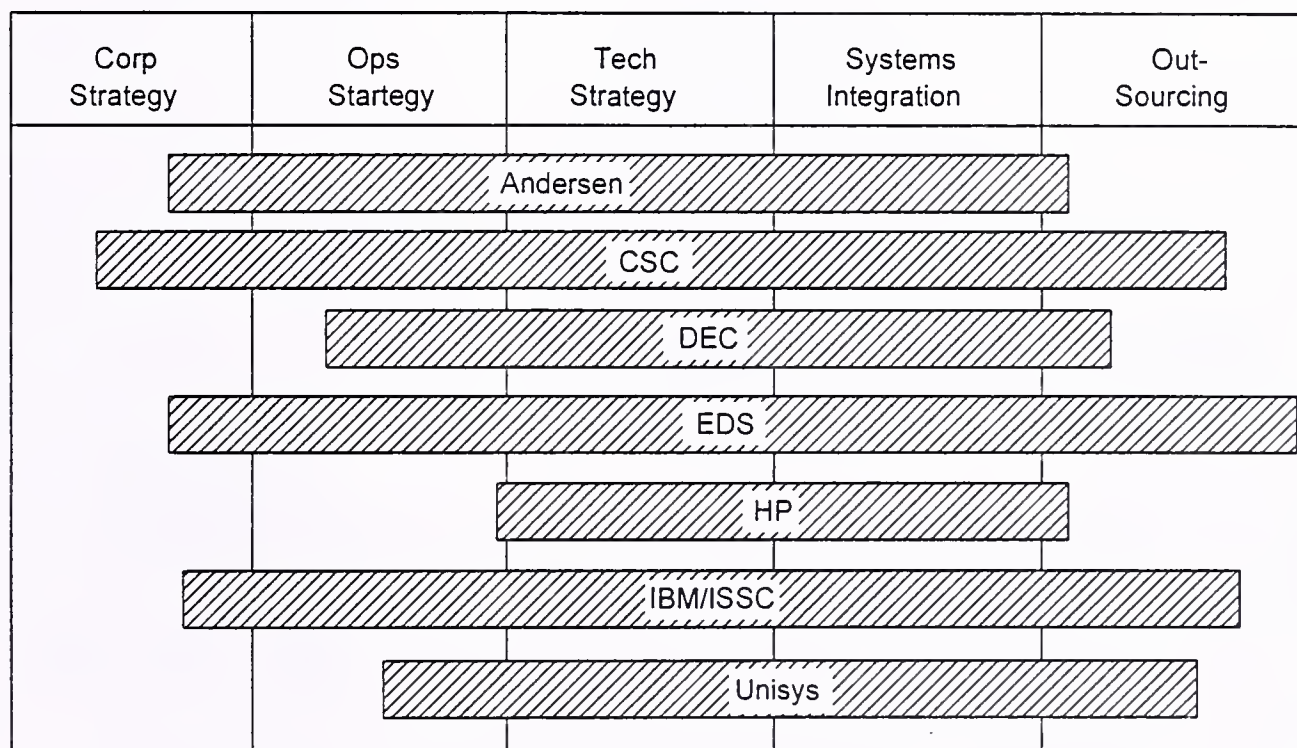 Corp
Strategy
Ops
Startegy
Tech
Strategy
Systems
Integration
Out-
Sourcing
Andersen
CSC
DEC
EDS
HP
IBM/ISSC
Unisys